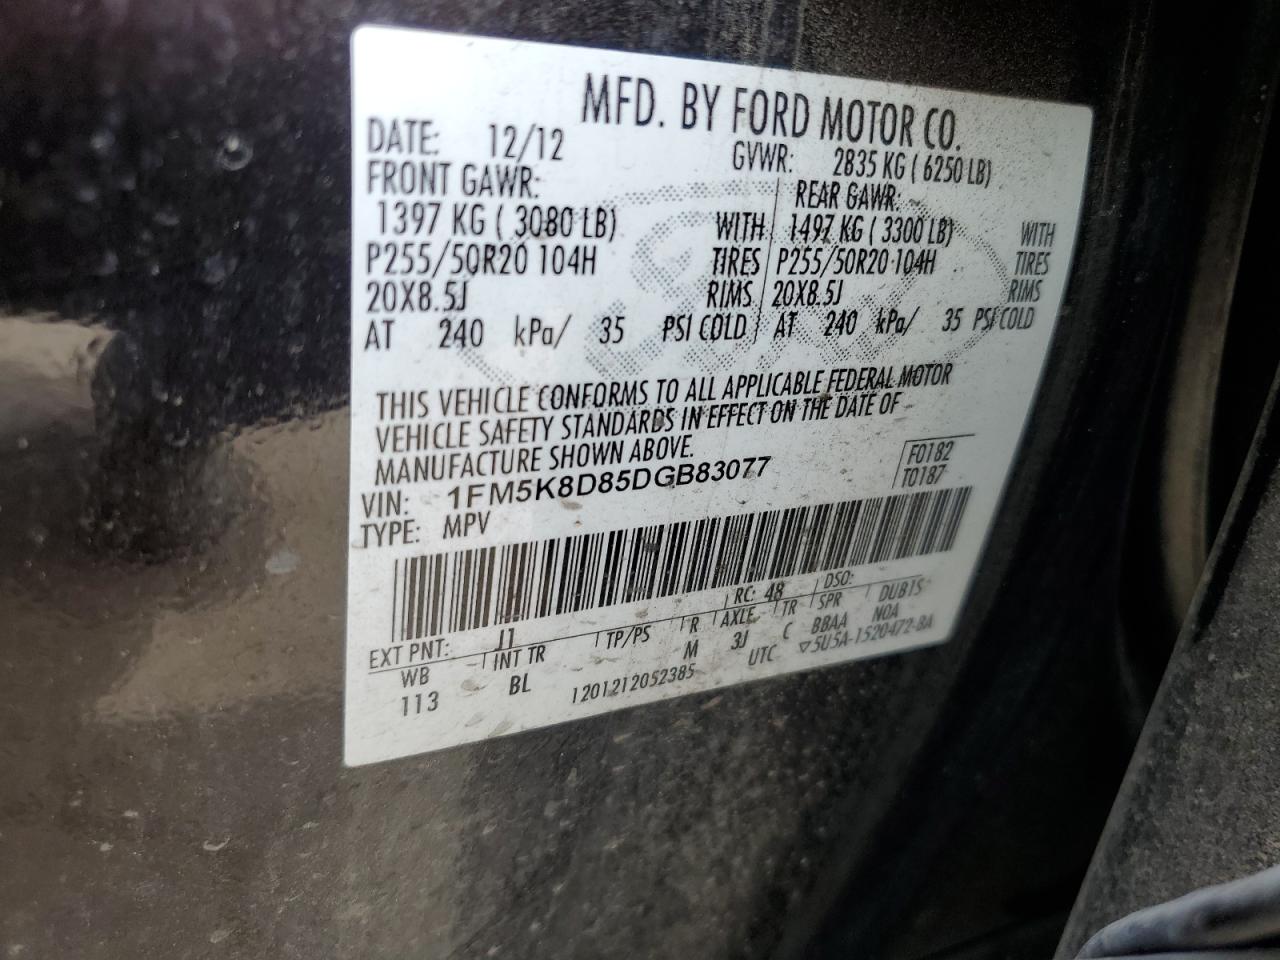 MFD. BY FORD MOTOR CO.
DATE: 12/12 GVWR: 2835 KG ( 6250 LB)
FRONT GAWR: REAR GAWR:
1397 KG ( 3080 LB) WITH 1497 KG ( 3300 LB) WITH
P255/50R20 104H TIRES P255/50R20 104H TIRES
20X8.5J RIMS 20X8.5J RIMS
AT 240 kPa/ 35 PSI COLD AT 240 kPa/ 35 PSI COLD
THIS VEHICLE CONFORMS TO ALL APPLICABLE FEDERAL MOTOR
VEHICLE SAFETY STANDARDS IN EFFECT ON THE DATE OF
MANUFACTURE SHOWN ABOVE.
VIN: 1FM5K8D85DGB83077 F0182
TYPE: MPV T0187
EXT PNT: J1 RC: 48 DSO:
WB INT TR TP/PS R AXLE TR SPR DUBIS
113 BL M 3J C BBAA NOA
1201212052385 UTC ▽5U5A-1520472-BA